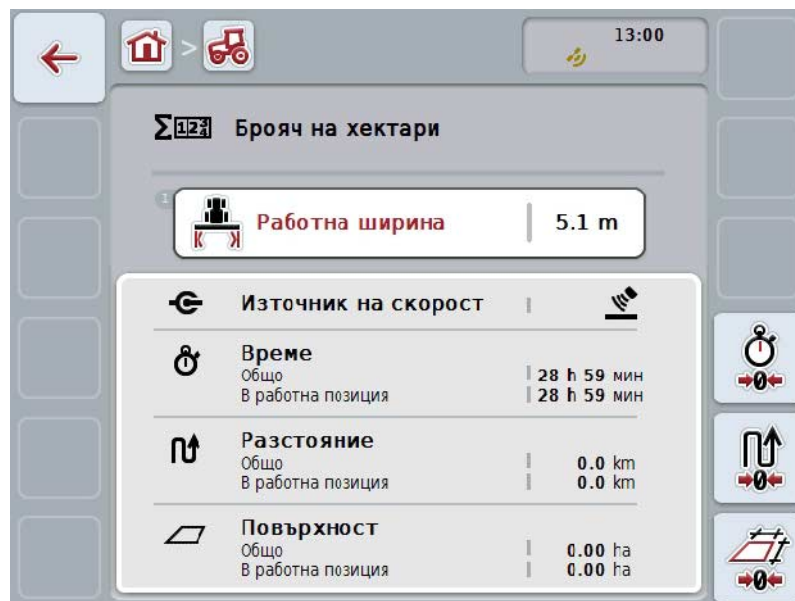 13:00
Брояч на хектари
1
Работна ширина 5.1 m
Източник на скорост
Време
Общо 28 h 59 мин
В работна позиция 28 h 59 мин
Разстояние
Общо 0.0 km
В работна позиция 0.0 km
Повърхност
Общо 0.00 ha
В работна позиция 0.00 ha